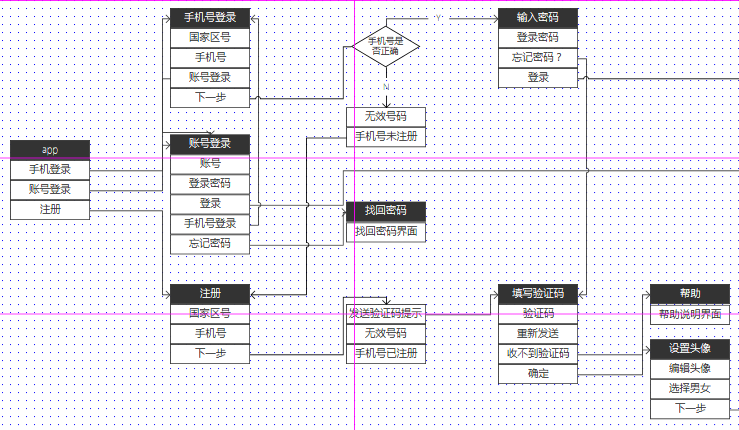 app
手机登录
账号登录
注册
手机号登录
国家区号
手机号
账号登录
下一步
账号登录
账号
登录密码
登录
手机号登录
忘记密码
注册
国家区号
手机号
下一步
手机号是
否正确
Y
N
无效号码
手机号未注册
找回密码
找回密码界面
发送验证码提示
无效号码
手机号已注册
输入密码
登录密码
忘记密码？
登录
填写验证码
验证码
重新发送
收不到验证码
确定
帮助
帮助说明界面
设置头像
编辑头像
选择男女
下一步